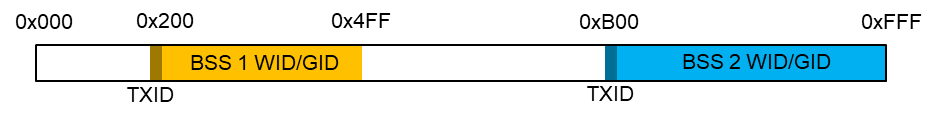 0x000 0x200 0x4FF 0xB00 0xFFF
BSS 1 WID/GID BSS 2 WID/GID
TXID TXID